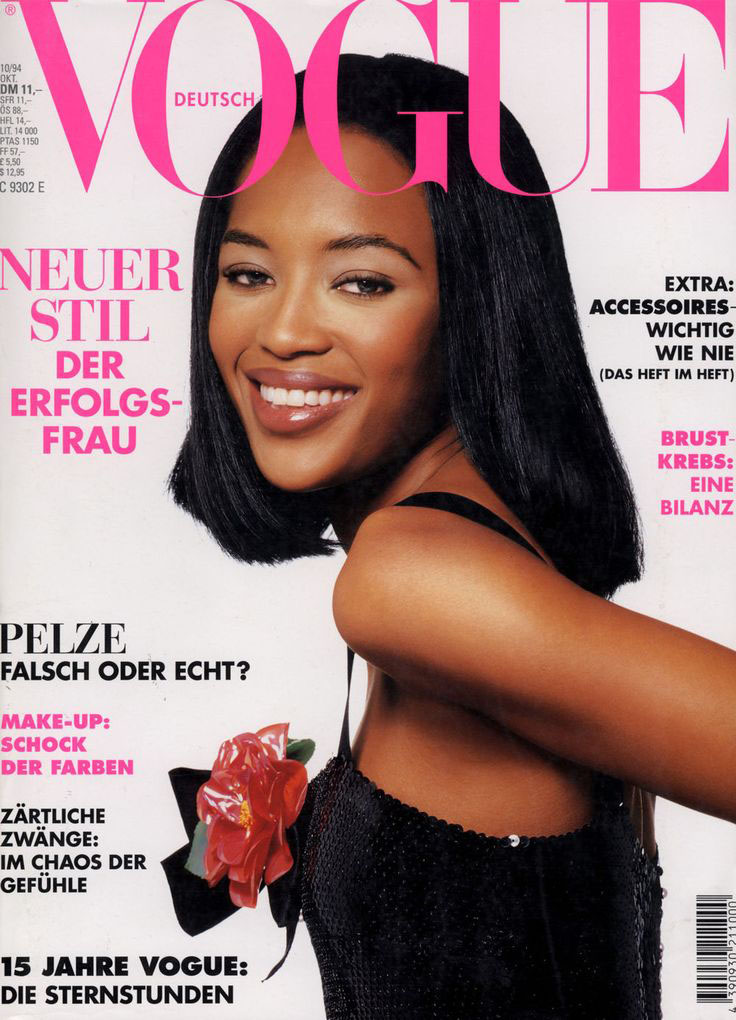 ®
VOGUE
DEUTSCH
10/94
OKT.
DM 11,–
SFR 11,–
ÖS 88,–
HFL 14,–
LIT. 14 000
PTAS 1150
FF 57,–
£ 5,50
$ 12,95
C 9302 E
NEUER
STIL
DER
ERFOLGS-
FRAU
EXTRA:
ACCESSOIRES-
WICHTIG
WIE NIE
(DAS HEFT IM HEFT)
BRUST-
KREBS:
EINE
BILANZ
PELZE
FALSCH ODER ECHT?
MAKE-UP:
SCHOCK
DER FARBEN
ZÄRTLICHE
ZWÄNGE:
IM CHAOS DER
GEFÜHLE
15 JAHRE VOGUE:
DIE STERNSTUNDEN
4 390930 211000